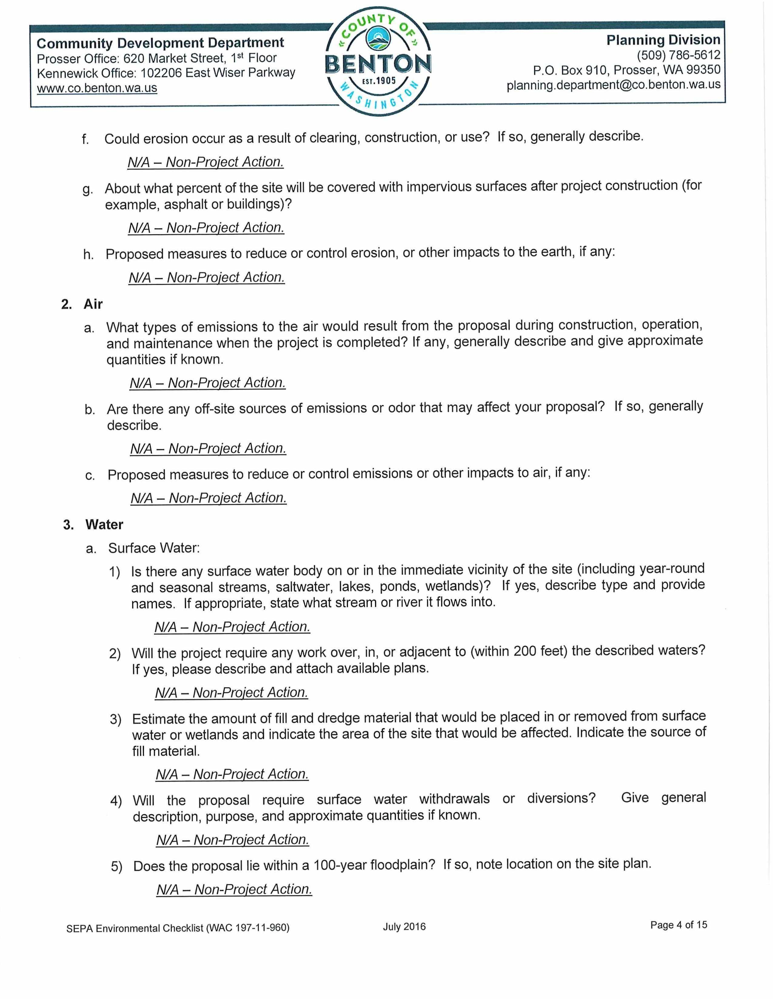 Community Development Department
Prosser Office: 620 Market Street, 1st Floor
Kennewick Office: 102206 East Wiser Parkway
www.co.benton.wa.us
COUNTY OF
BENTON
EST.1905
WASHINGTON
Planning Division
(509) 786-5612
P.O. Box 910, Prosser, WA 99350
planning.department@co.benton.wa.us
f. Could erosion occur as a result of clearing, construction, or use? If so, generally describe.
N/A – Non-Project Action.
g. About what percent of the site will be covered with impervious surfaces after project construction (for
example, asphalt or buildings)?
N/A – Non-Project Action.
h. Proposed measures to reduce or control erosion, or other impacts to the earth, if any:
N/A – Non-Project Action.
2. Air
a. What types of emissions to the air would result from the proposal during construction, operation,
and maintenance when the project is completed? If any, generally describe and give approximate
quantities if known.
N/A – Non-Project Action.
b. Are there any off-site sources of emissions or odor that may affect your proposal? If so, generally
describe.
N/A – Non-Project Action.
c. Proposed measures to reduce or control emissions or other impacts to air, if any:
N/A – Non-Project Action.
3. Water
a. Surface Water:
1) Is there any surface water body on or in the immediate vicinity of the site (including year-round
and seasonal streams, saltwater, lakes, ponds, wetlands)? If yes, describe type and provide
names. If appropriate, state what stream or river it flows into.
N/A – Non-Project Action.
2) Will the project require any work over, in, or adjacent to (within 200 feet) the described waters?
If yes, please describe and attach available plans.
N/A – Non-Project Action.
3) Estimate the amount of fill and dredge material that would be placed in or removed from surface
water or wetlands and indicate the area of the site that would be affected. Indicate the source of
fill material.
N/A – Non-Project Action.
4) Will the proposal require surface water withdrawals or diversions? Give general
description, purpose, and approximate quantities if known.
N/A – Non-Project Action.
5) Does the proposal lie within a 100-year floodplain? If so, note location on the site plan.
N/A – Non-Project Action.
SEPA Environmental Checklist (WAC 197-11-960)
July 2016
Page 4 of 15